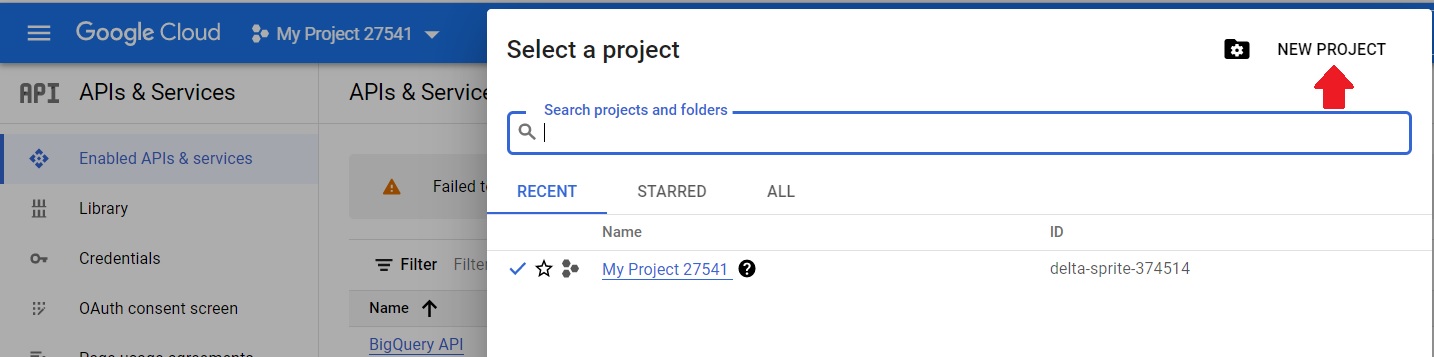 Google Cloud
My Project 27541
API
APIs & Services
Enabled APIs & services
Library
Credentials
OAuth consent screen
APIs & Service
Failed to
Filter
Filter
Name
BigQuery API
Select a project
NEW PROJECT
Search projects and folders
RECENT STARRED ALL
Name ID
My Project 27541 ? delta-sprite-374514